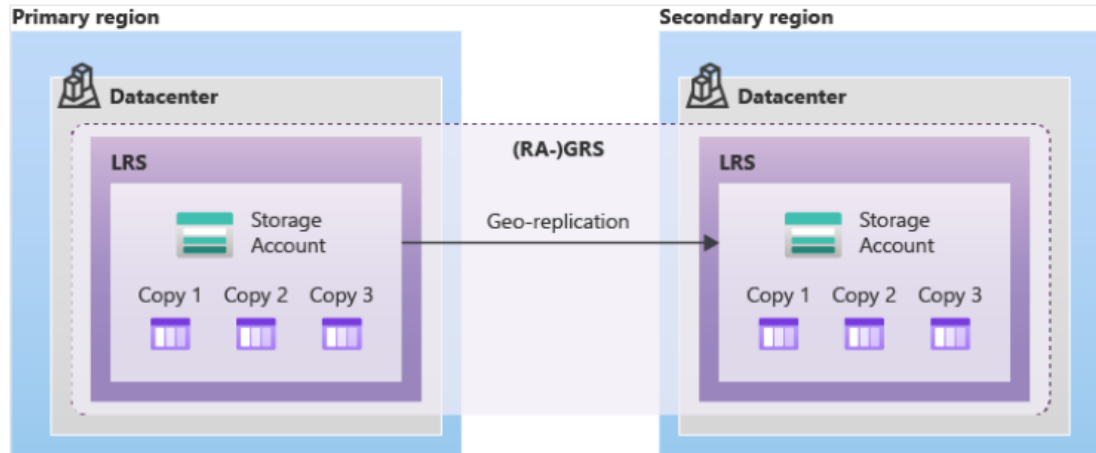 Primary region
Secondary region
Datacenter
Datacenter
(RA-)GRS
LRS
LRS
Storage
Account
Geo-replication
Storage
Account
Copy 1 Copy 2 Copy 3
Copy 1 Copy 2 Copy 3